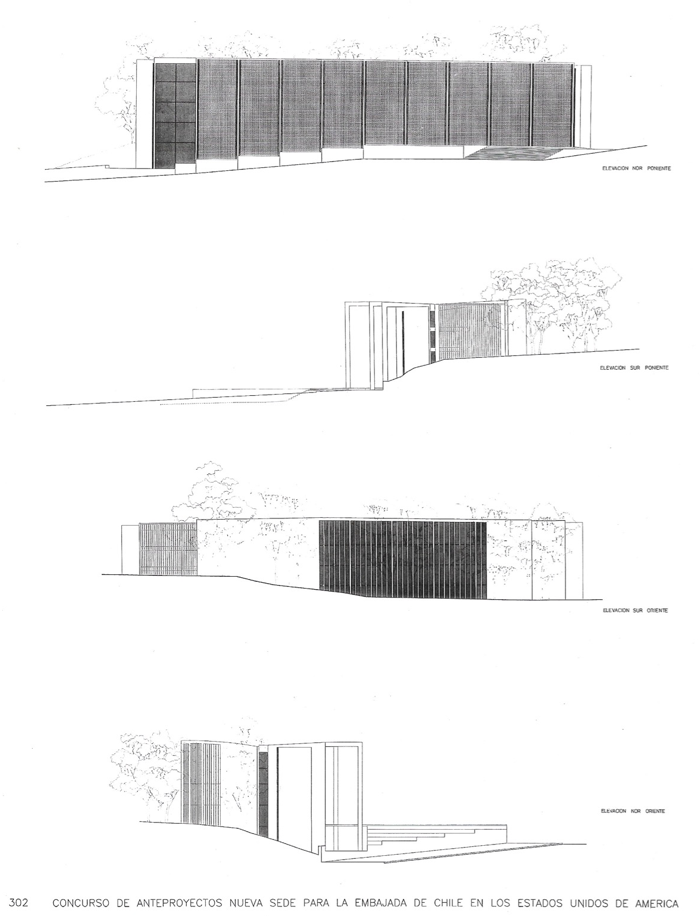 ELEVACION NOR PONIENTE
ELEVACION SUR PONIENTE
ELEVACION SUR ORIENTE
ELEVACION NOR ORIENTE
302 CONCURSO DE ANTEPROYECTOS NUEVA SEDE PARA LA EMBAJADA DE CHILE EN LOS ESTADOS UNIDOS DE AMERICA